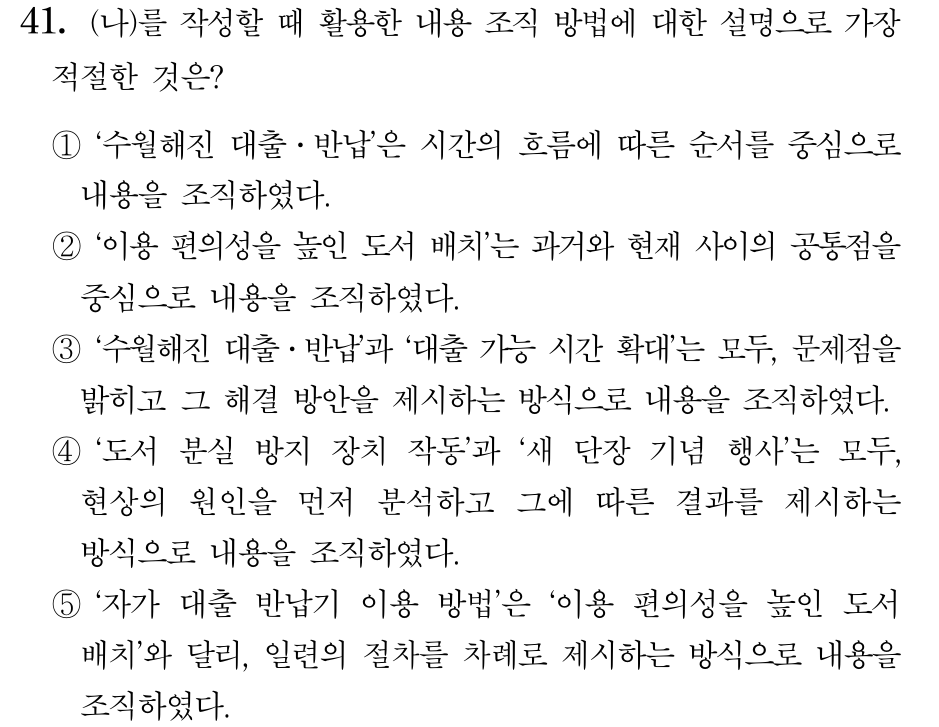 41. (나)를 작성할 때 활용한 내용 조직 방법에 대한 설명으로 가장
적절한 것은?
① ‘수월해진 대출·반납’은 시간의 흐름에 따른 순서를 중심으로
내용을 조직하였다.
② ‘이용 편의성을 높인 도서 배치’는 과거와 현재 사이의 공통점을
중심으로 내용을 조직하였다.
③ ‘수월해진 대출·반납’과 ‘대출 가능 시간 확대’는 모두, 문제점을
밝히고 그 해결 방안을 제시하는 방식으로 내용을 조직하였다.
④ ‘도서 분실 방지 장치 작동’과 ‘새 단장 기념 행사’는 모두,
현상의 원인을 먼저 분석하고 그에 따른 결과를 제시하는
방식으로 내용을 조직하였다.
⑤ ‘자가 대출 반납기 이용 방법’은 ‘이용 편의성을 높인 도서
배치’와 달리, 일련의 절차를 차례로 제시하는 방식으로 내용을
조직하였다.